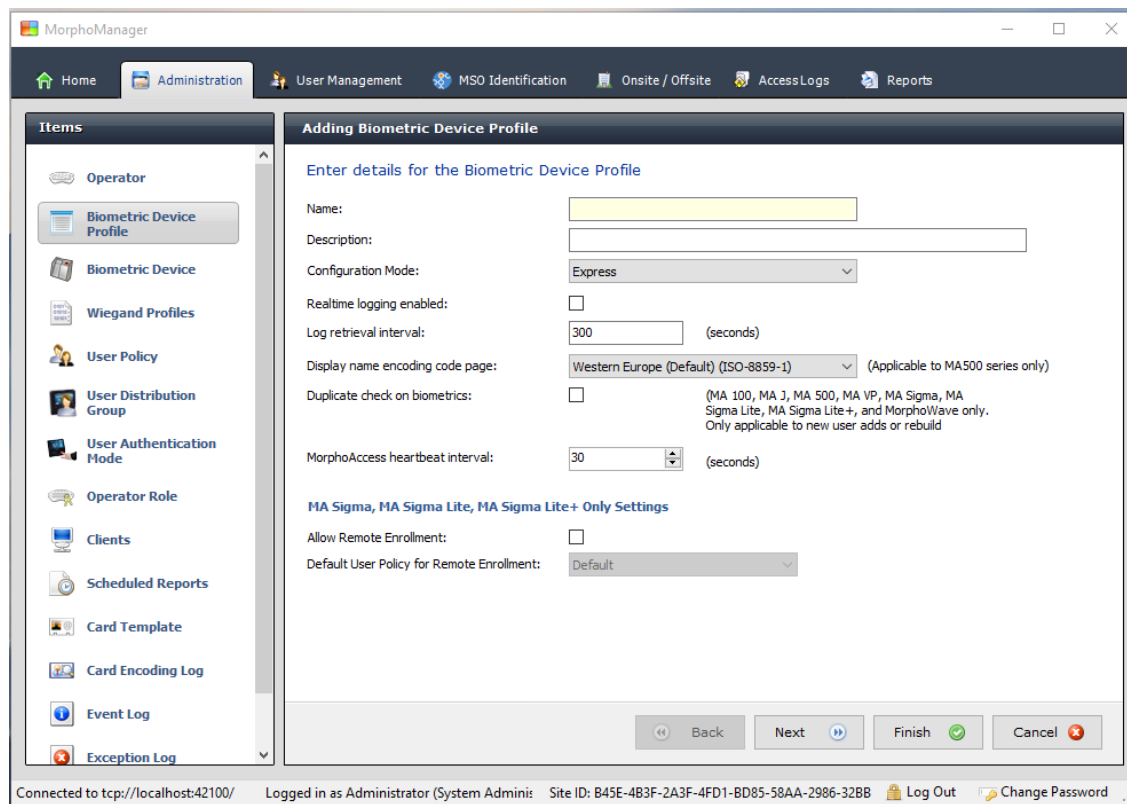 MorphoManager
Home
Administration
User Management
MSO Identification
Onsite / Offsite
Access Logs
Reports
Items
Operator
Biometric Device
Profile
Biometric Device
Wiegand Profiles
User Policy
User Distribution
Group
User Authentication
Mode
Operator Role
Clients
Scheduled Reports
Card Template
Card Encoding Log
Event Log
Exception Log
Adding Biometric Device Profile
Enter details for the Biometric Device Profile
Name:
Description:
Configuration Mode: Express
Realtime logging enabled:
Log retrieval interval: 300 (seconds)
Display name encoding code page: Western Europe (Default) (ISO-8859-1) (Applicable to MA500 series only)
Duplicate check on biometrics: (MA 100, MA J, MA 500, MA VP, MA Sigma, MA
Sigma Lite, MA Sigma Lite+, and MorphoWave only.
Only applicable to new user adds or rebuild
MorphoAccess heartbeat interval: 30 (seconds)
MA Sigma, MA Sigma Lite, MA Sigma Lite+ Only Settings
Allow Remote Enrollment:
Default User Policy for Remote Enrollment: Default
Back
Next
Finish
Cancel
Connected to tcp://localhost:42100/ Logged in as Administrator (System Adminis Site ID: B45E-4B3F-2A3F-4FD1-BD85-58AA-2986-32BB Log Out Change Password